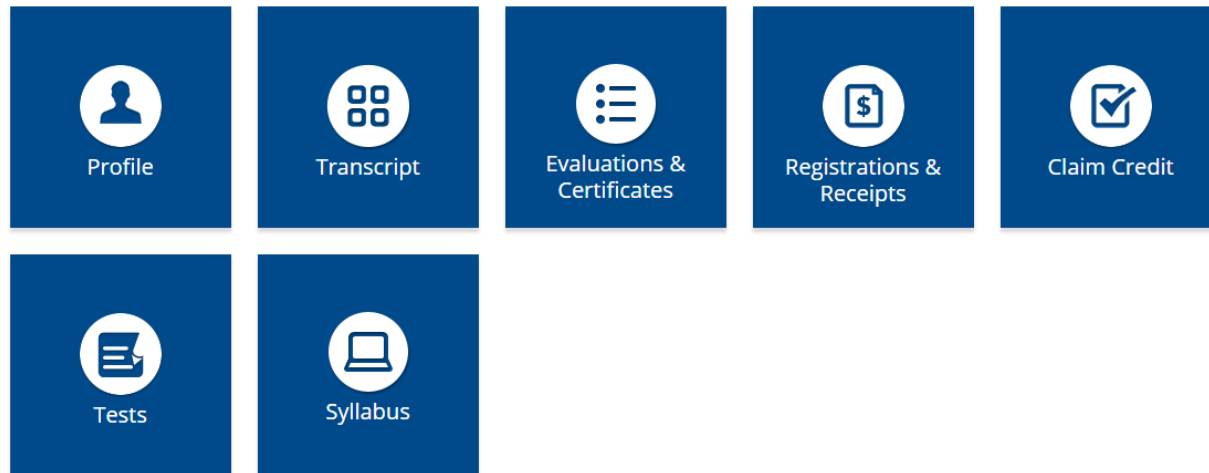 Profile
Transcript
Evaluations &
Certificates
$
Registrations &
Receipts
Claim Credit
Tests
Syllabus